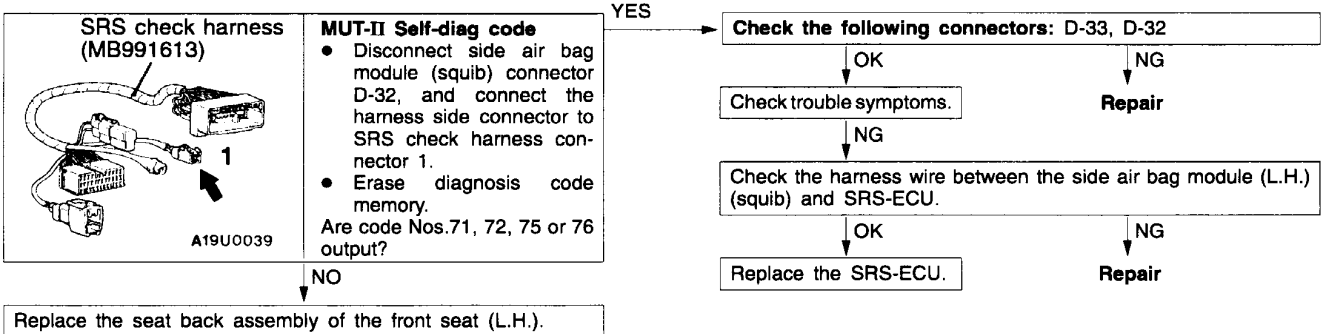 SRS check harness
(MB991613)
1
A19U0039
MUT-II Self-diag code
● Disconnect side air bag
module (squib) connector
D-32, and connect the
harness side connector to
SRS check harness con-
nector 1.
● Erase diagnosis code
memory.
Are code Nos.71, 72, 75 or 76
output?
YES
NO
Replace the seat back assembly of the front seat (L.H.).
Check the following connectors: D-33, D-32
OK
NG
Check trouble symptoms.
Repair
NG
Check the harness wire between the side air bag module (L.H.)
(squib) and SRS-ECU.
OK
NG
Replace the SRS-ECU.
Repair